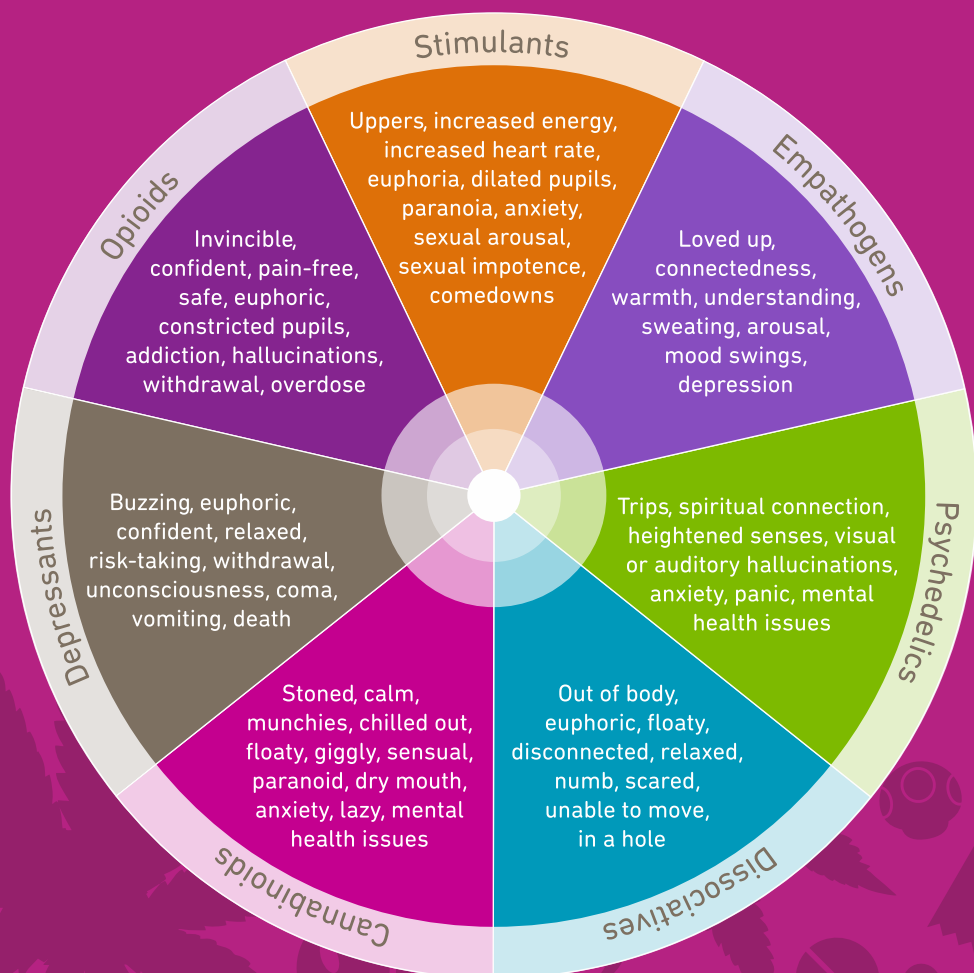 Stimulants
Uppers, increased energy,
increased heart rate,
euphoria, dilated pupils,
paranoia, anxiety,
sexual arousal,
sexual impotence,
comedowns
Empathogens
Loved up,
connectedness,
warmth, understanding,
sweating, arousal,
mood swings,
depression
Psychedelics
Trips, spiritual connection,
heightened senses, visual
or auditory hallucinations,
anxiety, panic, mental
health issues
Dissociatives
Out of body,
euphoric, floaty,
disconnected, relaxed,
numb, scared,
unable to move,
in a hole
Cannabinoids
Stoned, calm,
munchies, chilled out,
floaty, giggly, sensual,
paranoid, dry mouth,
anxiety, lazy, mental
health issues
Depressants
Buzzing, euphoric,
confident, relaxed,
risk-taking, withdrawal,
unconsciousness, coma,
vomiting, death
Opioids
Invincible,
confident, pain-free,
safe, euphoric,
constricted pupils,
addiction, hallucinations,
withdrawal, overdose